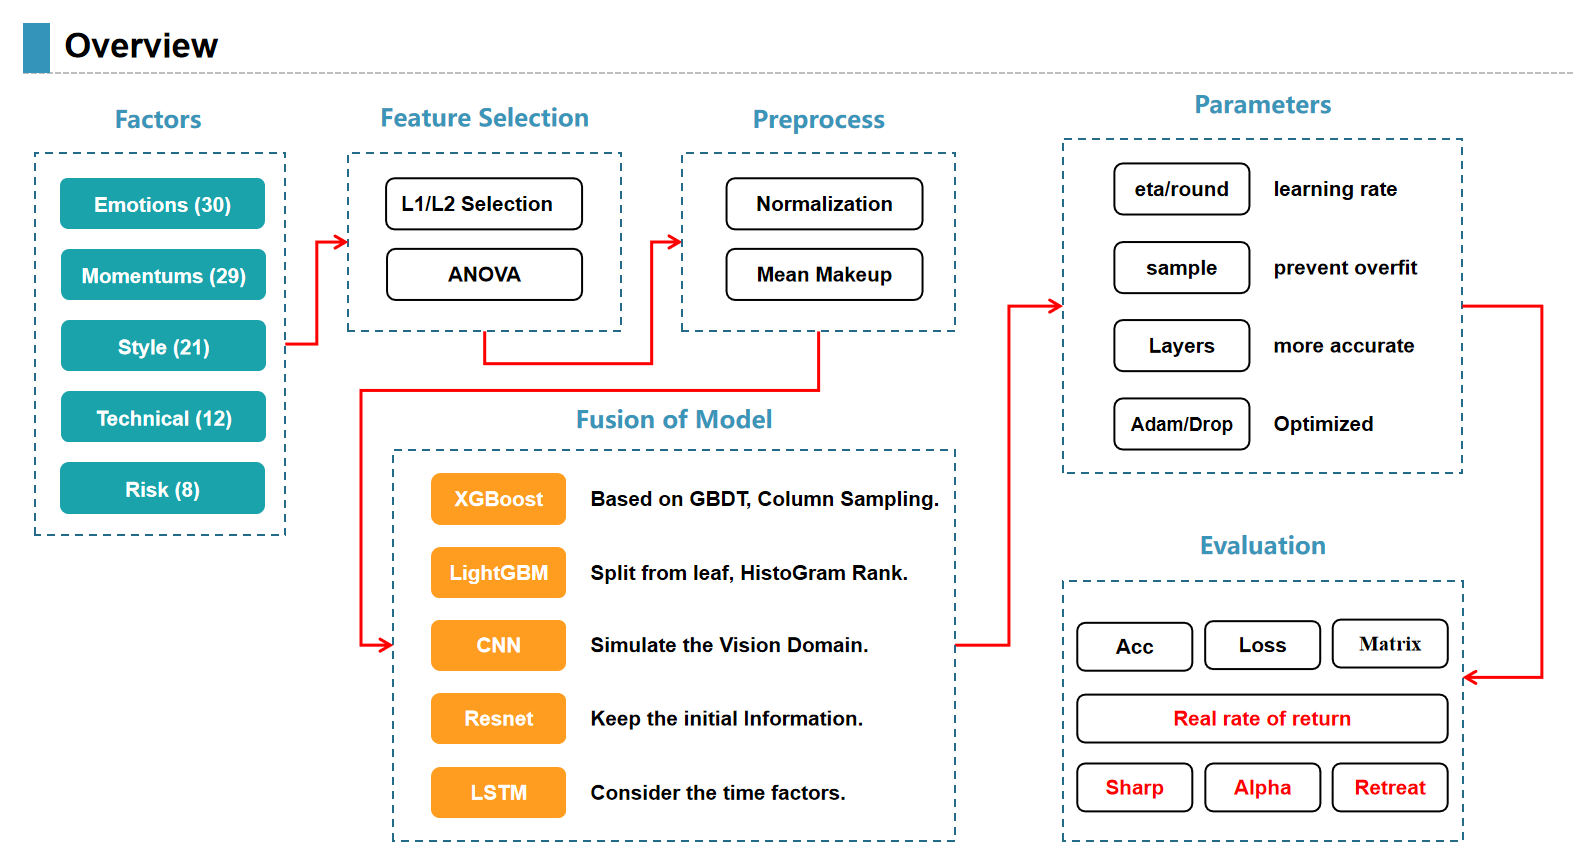 Overview
Factors
Emotions (30)
Momentums (29)
Style (21)
Technical (12)
Risk (8)
Feature Selection
L1/L2 Selection
ANOVA
Preprocess
Normalization
Mean Makeup
Fusion of Model
XGBoost Based on GBDT, Column Sampling.
LightGBM Split from leaf, HistoGram Rank.
CNN Simulate the Vision Domain.
Resnet Keep the initial Information.
LSTM Consider the time factors.
Parameters
eta/round learning rate
sample prevent overfit
Layers more accurate
Adam/Drop Optimized
Evaluation
Acc Loss Matrix
Real rate of return
Sharp Alpha Retreat